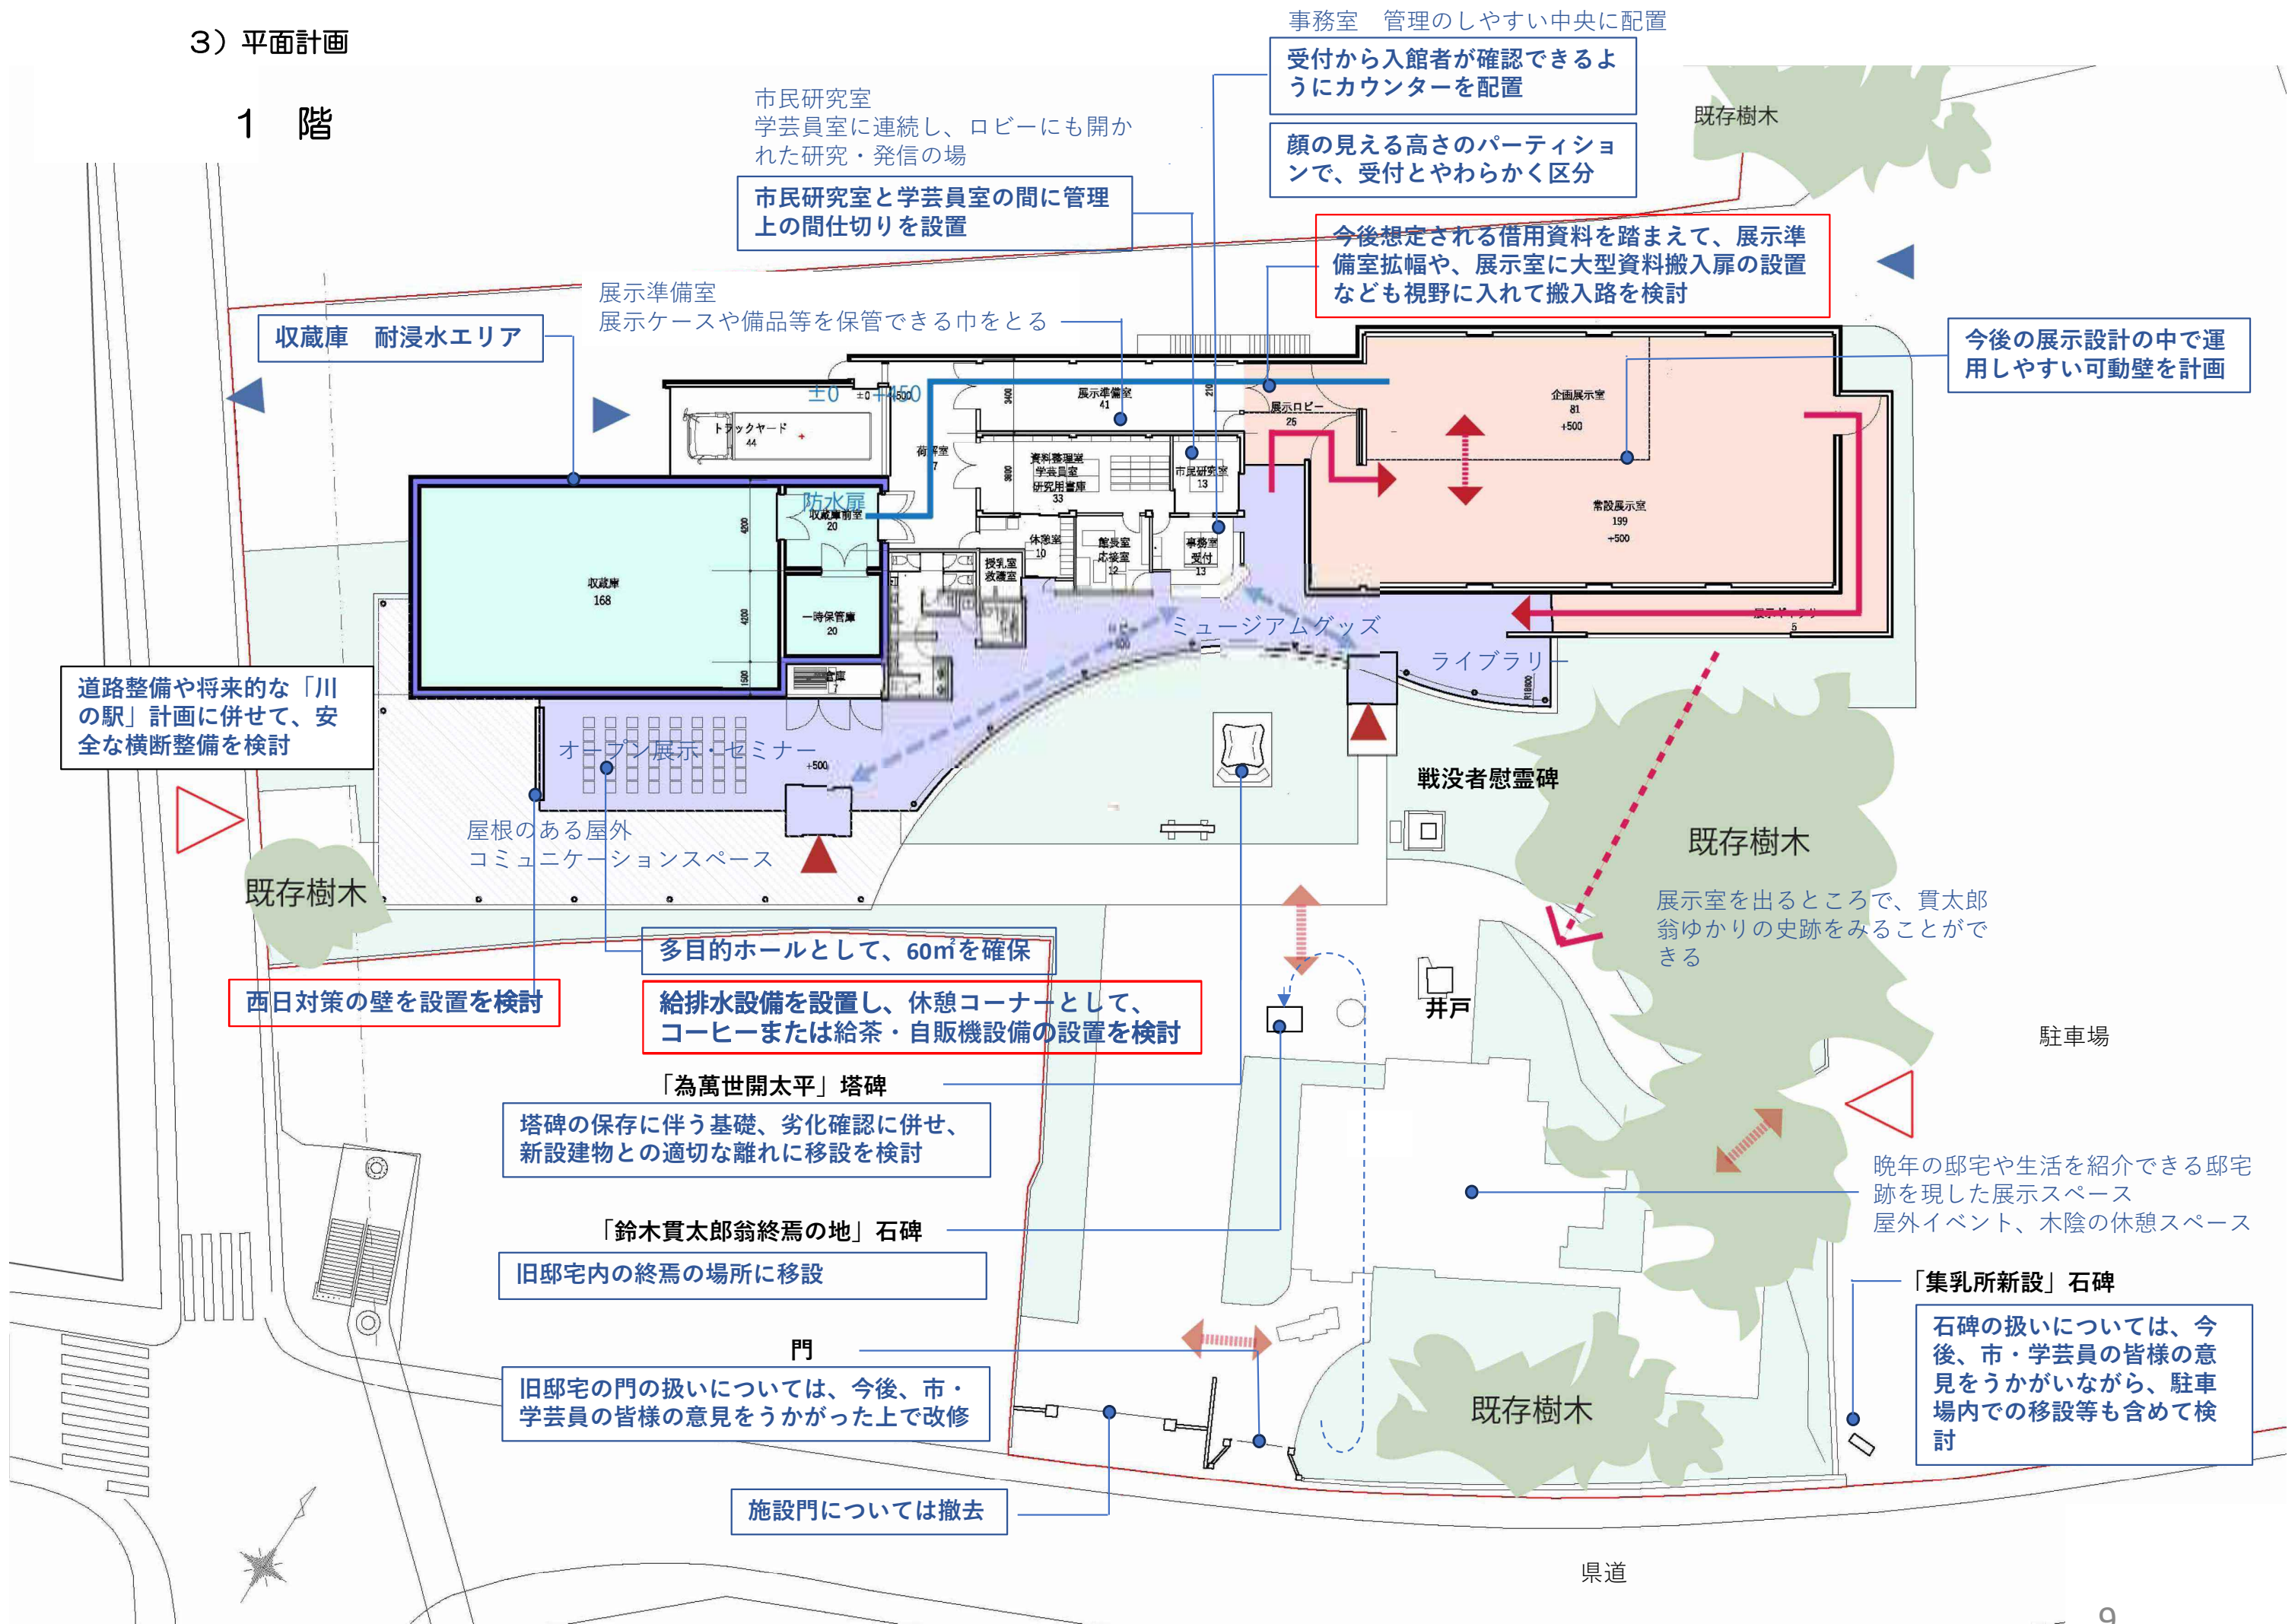 3）平面計画
1　階
事務室　管理のしやすい中央に配置
受付から入館者が確認できるよ
うにカウンターを配置
顔の見える高さのパーティショ
ンで、受付とやわらかく区分
市民研究室
学芸員室に連続し、ロビーにも開か
れた研究・発信の場
市民研究室と学芸員室の間に管理
上の間仕切りを設置
今後想定される借用資料を踏まえて、展示準
備室拡幅や、展示室に大型資料搬入扉の設置
なども視野に入れて搬入路を検討
既存樹木
展示準備室
展示ケースや備品等を保管できる巾をとる
収蔵庫　耐浸水エリア
今後の展示設計の中で運
用しやすい可動壁を計画
±0
±0
+450
トラックヤード
44
展示準備室
41
3400
展示ロビー
26
企画展示室
81
+500
資料整理室
学芸員室
研究用書庫
33
3800
市民研究室
13
常設展示室
199
+500
防水扉
収蔵庫前室
20
4200
休憩室
10
館長室
応接室
12
事務室
受付
13
授乳室
救護室
収蔵庫
168
一時保管庫
20
4200
1500
7
ミュージアムグッズ
ライブラリー
R18600
道路整備や将来的な「川
の駅」計画に併せて、安
全な横断整備を検討
オープン展示・セミナー
+500
屋根のある屋外
コミュニケーションスペース
戦没者慰霊碑
既存樹木
既存樹木
展示室を出るところで、貫太郎
翁ゆかりの史跡をみることがで
きる
多目的ホールとして、60㎡を確保
西日対策の壁を設置を検討
給排水設備を設置し、休憩コーナーとして、
コーヒーまたは給茶・自販機設備の設置を検討
井戸
駐車場
「為萬世開太平」塔碑
塔碑の保存に伴う基礎、劣化確認に併せ、
新設建物との適切な離れに移設を検討
晩年の邸宅や生活を紹介できる邸宅
跡を現した展示スペース
屋外イベント、木陰の休憩スペース
「鈴木貫太郎翁終焉の地」石碑
旧邸宅内の終焉の場所に移設
「集乳所新設」石碑
石碑の扱いについては、今
後、市・学芸員の皆様の意
見をうかがいながら、駐車
場内での移設等も含めて検
討
門
旧邸宅の門の扱いについては、今後、市・
学芸員の皆様の意見をうかがった上で改修
既存樹木
施設門については撤去
県道
9